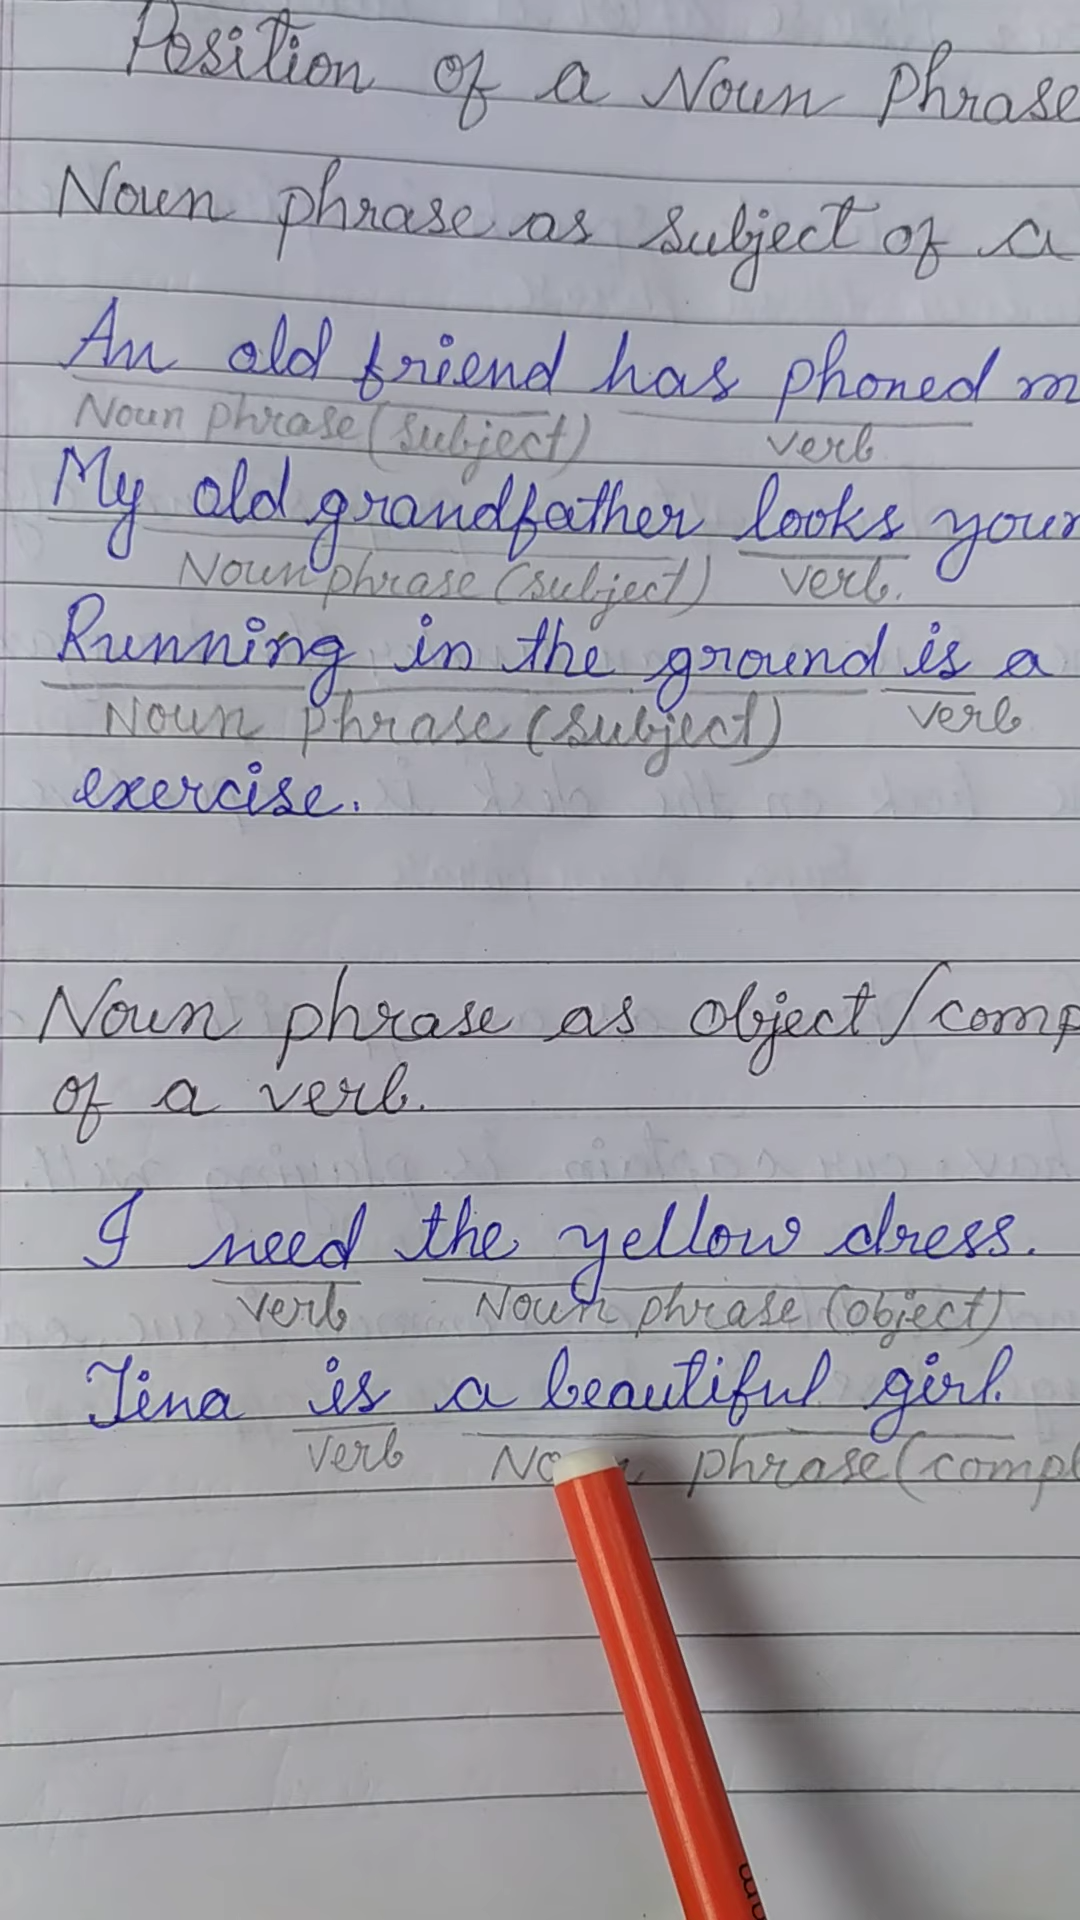 Position of a Noun Phrase
Noun phrase as subject of a
An old friend has phoned m
Noun phrase (subject) verb
My old grandfather looks your
Noun phrase (subject) verb.
Running in the ground is a
Noun phrase (subject) verb
exercise.
Noun phrase as object/comp
of a verb.
I need the yellow dress.
verb Noun phrase (object)
Tina is a beautiful girl.
verb phrase (compl